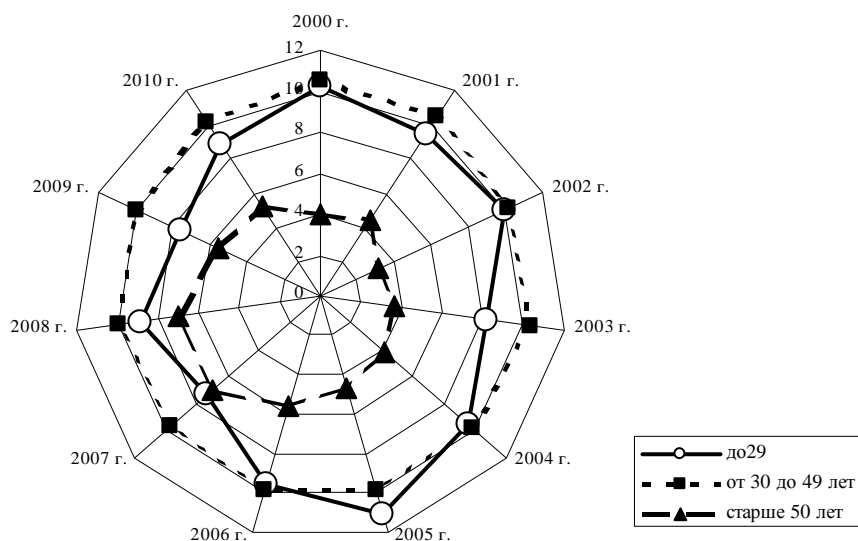 2000 г.
12
2010 г.
2001 г.
10
8
2009 г.
2002 г.
6
4
2
0
2008 г.
2003 г.
2007 г.
2004 г.
2006 г.
2005 г.
до29
от 30 до 49 лет
старше 50 лет